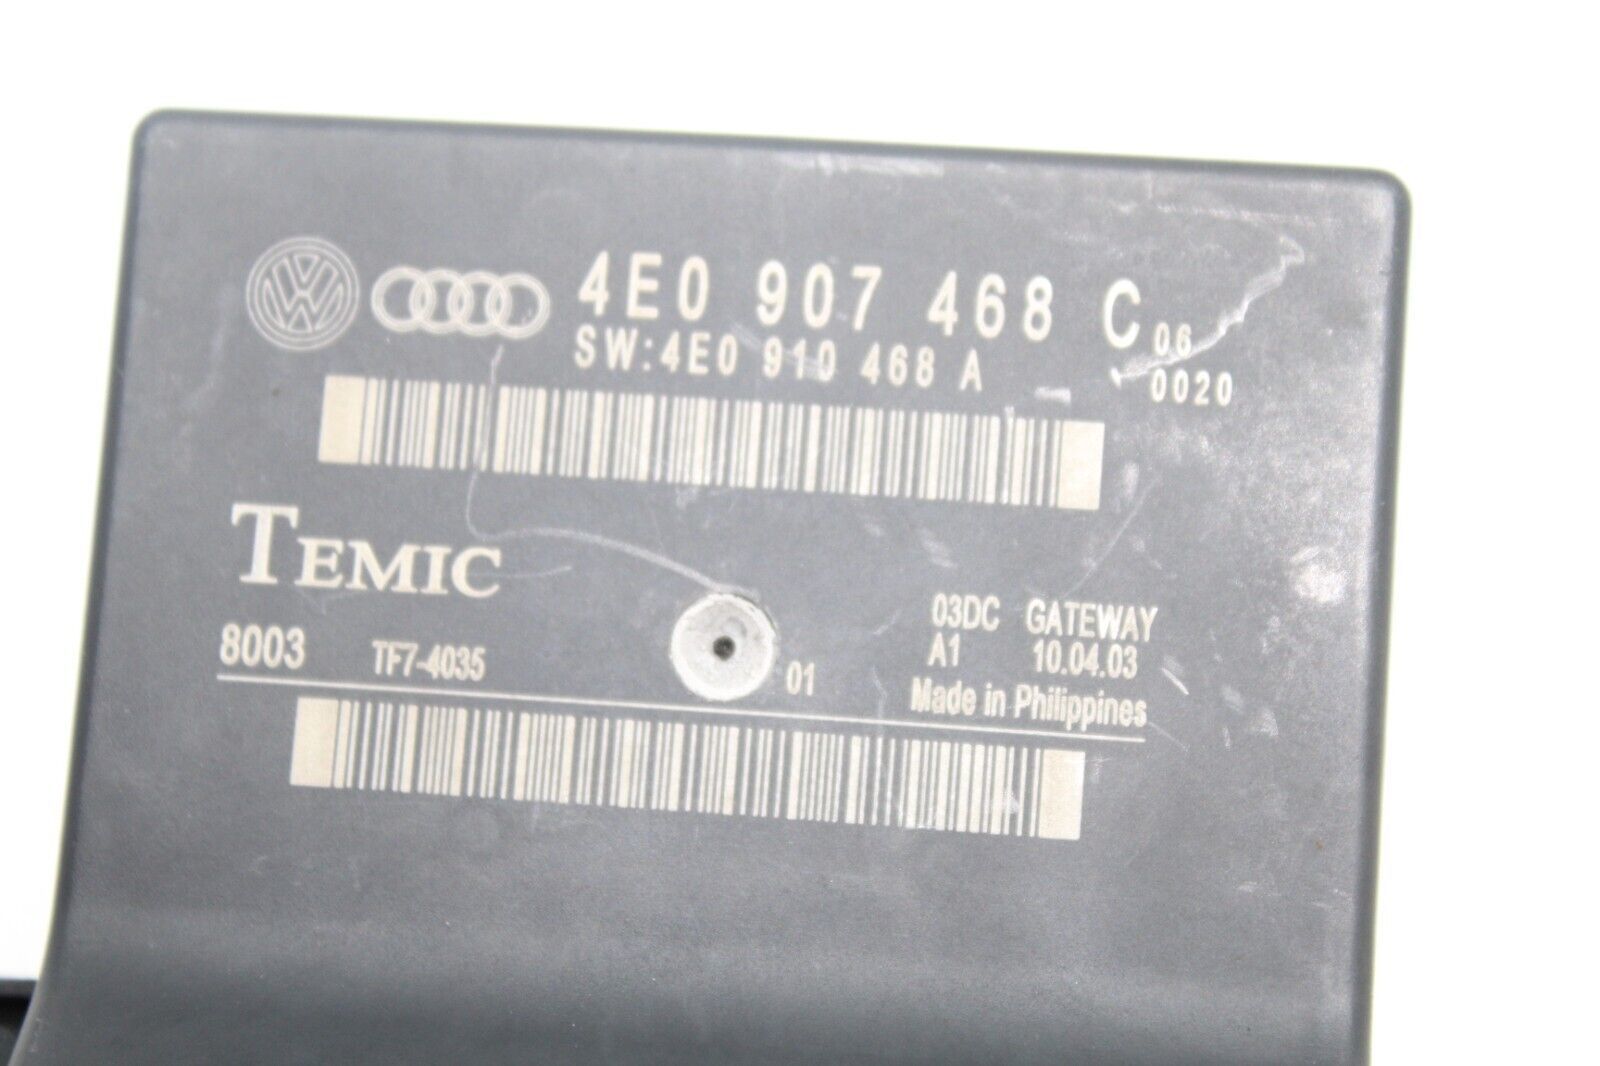 4E0 907 468 C 06
SW:4E0 910 468 A 0020
TEMIC
03DC GATEWAY
8003 TF7-4035 01 A1 10.04.03
Made in Philippines